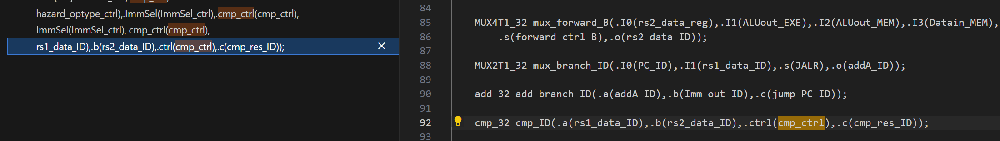 cmp_ctrl,
hazard_optype_ctrl),.ImmSel(ImmSel_ctrl),.cmp_ctrl(cmp_ctrl),
ImmSel(ImmSel_ctrl),.cmp_ctrl(cmp_ctrl),
rs1_data_ID),.b(rs2_data_ID),.ctrl(cmp_ctrl),.c(cmp_res_ID));
84
85 MUX4T1_32 mux_forward_B(.I0(rs2_data_reg),.I1(ALUout_EXE),.I2(ALUout_MEM),.I3(Datain_MEM),
86 .s(forward_ctrl_B),.o(rs2_data_ID));
87
88 MUX2T1_32 mux_branch_ID(.I0(PC_ID),.I1(rs1_data_ID),.s(JALR),.o(addA_ID));
89
90 add_32 add_branch_ID(.a(addA_ID),.b(Imm_out_ID),.c(jump_PC_ID));
91
92 cmp_32 cmp_ID(.a(rs1_data_ID),.b(rs2_data_ID),.ctrl(cmp_ctrl),.c(cmp_res_ID));
93